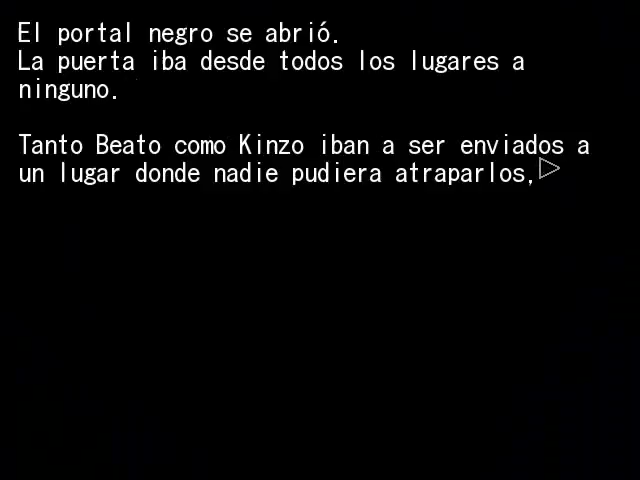 El portal negro se abrió.
La puerta iba desde todos los lugares a
ninguno.
Tanto Beato como Kinzo iban a ser enviados a
un lugar donde nadie pudiera atraparlos,